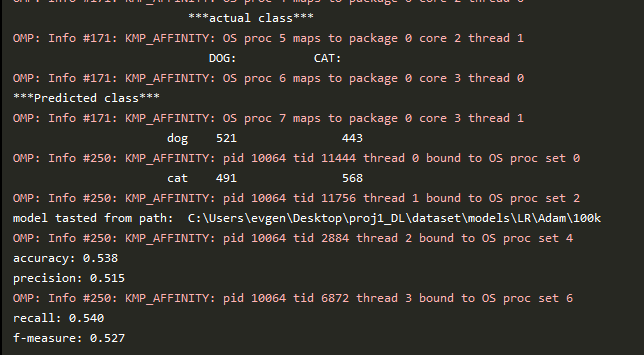 OMP: Info #171: KMP_AFFINITY: OS proc 4 maps to package 0 core 2 thread 0
***actual class***
OMP: Info #171: KMP_AFFINITY: OS proc 5 maps to package 0 core 2 thread 1
DOG: CAT:
OMP: Info #171: KMP_AFFINITY: OS proc 6 maps to package 0 core 3 thread 0
***Predicted class***
OMP: Info #171: KMP_AFFINITY: OS proc 7 maps to package 0 core 3 thread 1
dog 521 443
OMP: Info #250: KMP_AFFINITY: pid 10064 tid 11444 thread 0 bound to OS proc set 0
cat 491 568
OMP: Info #250: KMP_AFFINITY: pid 10064 tid 11756 thread 1 bound to OS proc set 2
model tasted from path: C:\Users\evgen\Desktop\proj1_DL\dataset\models\LR\Adam\100k
OMP: Info #250: KMP_AFFINITY: pid 10064 tid 2884 thread 2 bound to OS proc set 4
accuracy: 0.538
precision: 0.515
OMP: Info #250: KMP_AFFINITY: pid 10064 tid 6872 thread 3 bound to OS proc set 6
recall: 0.540
f-measure: 0.527